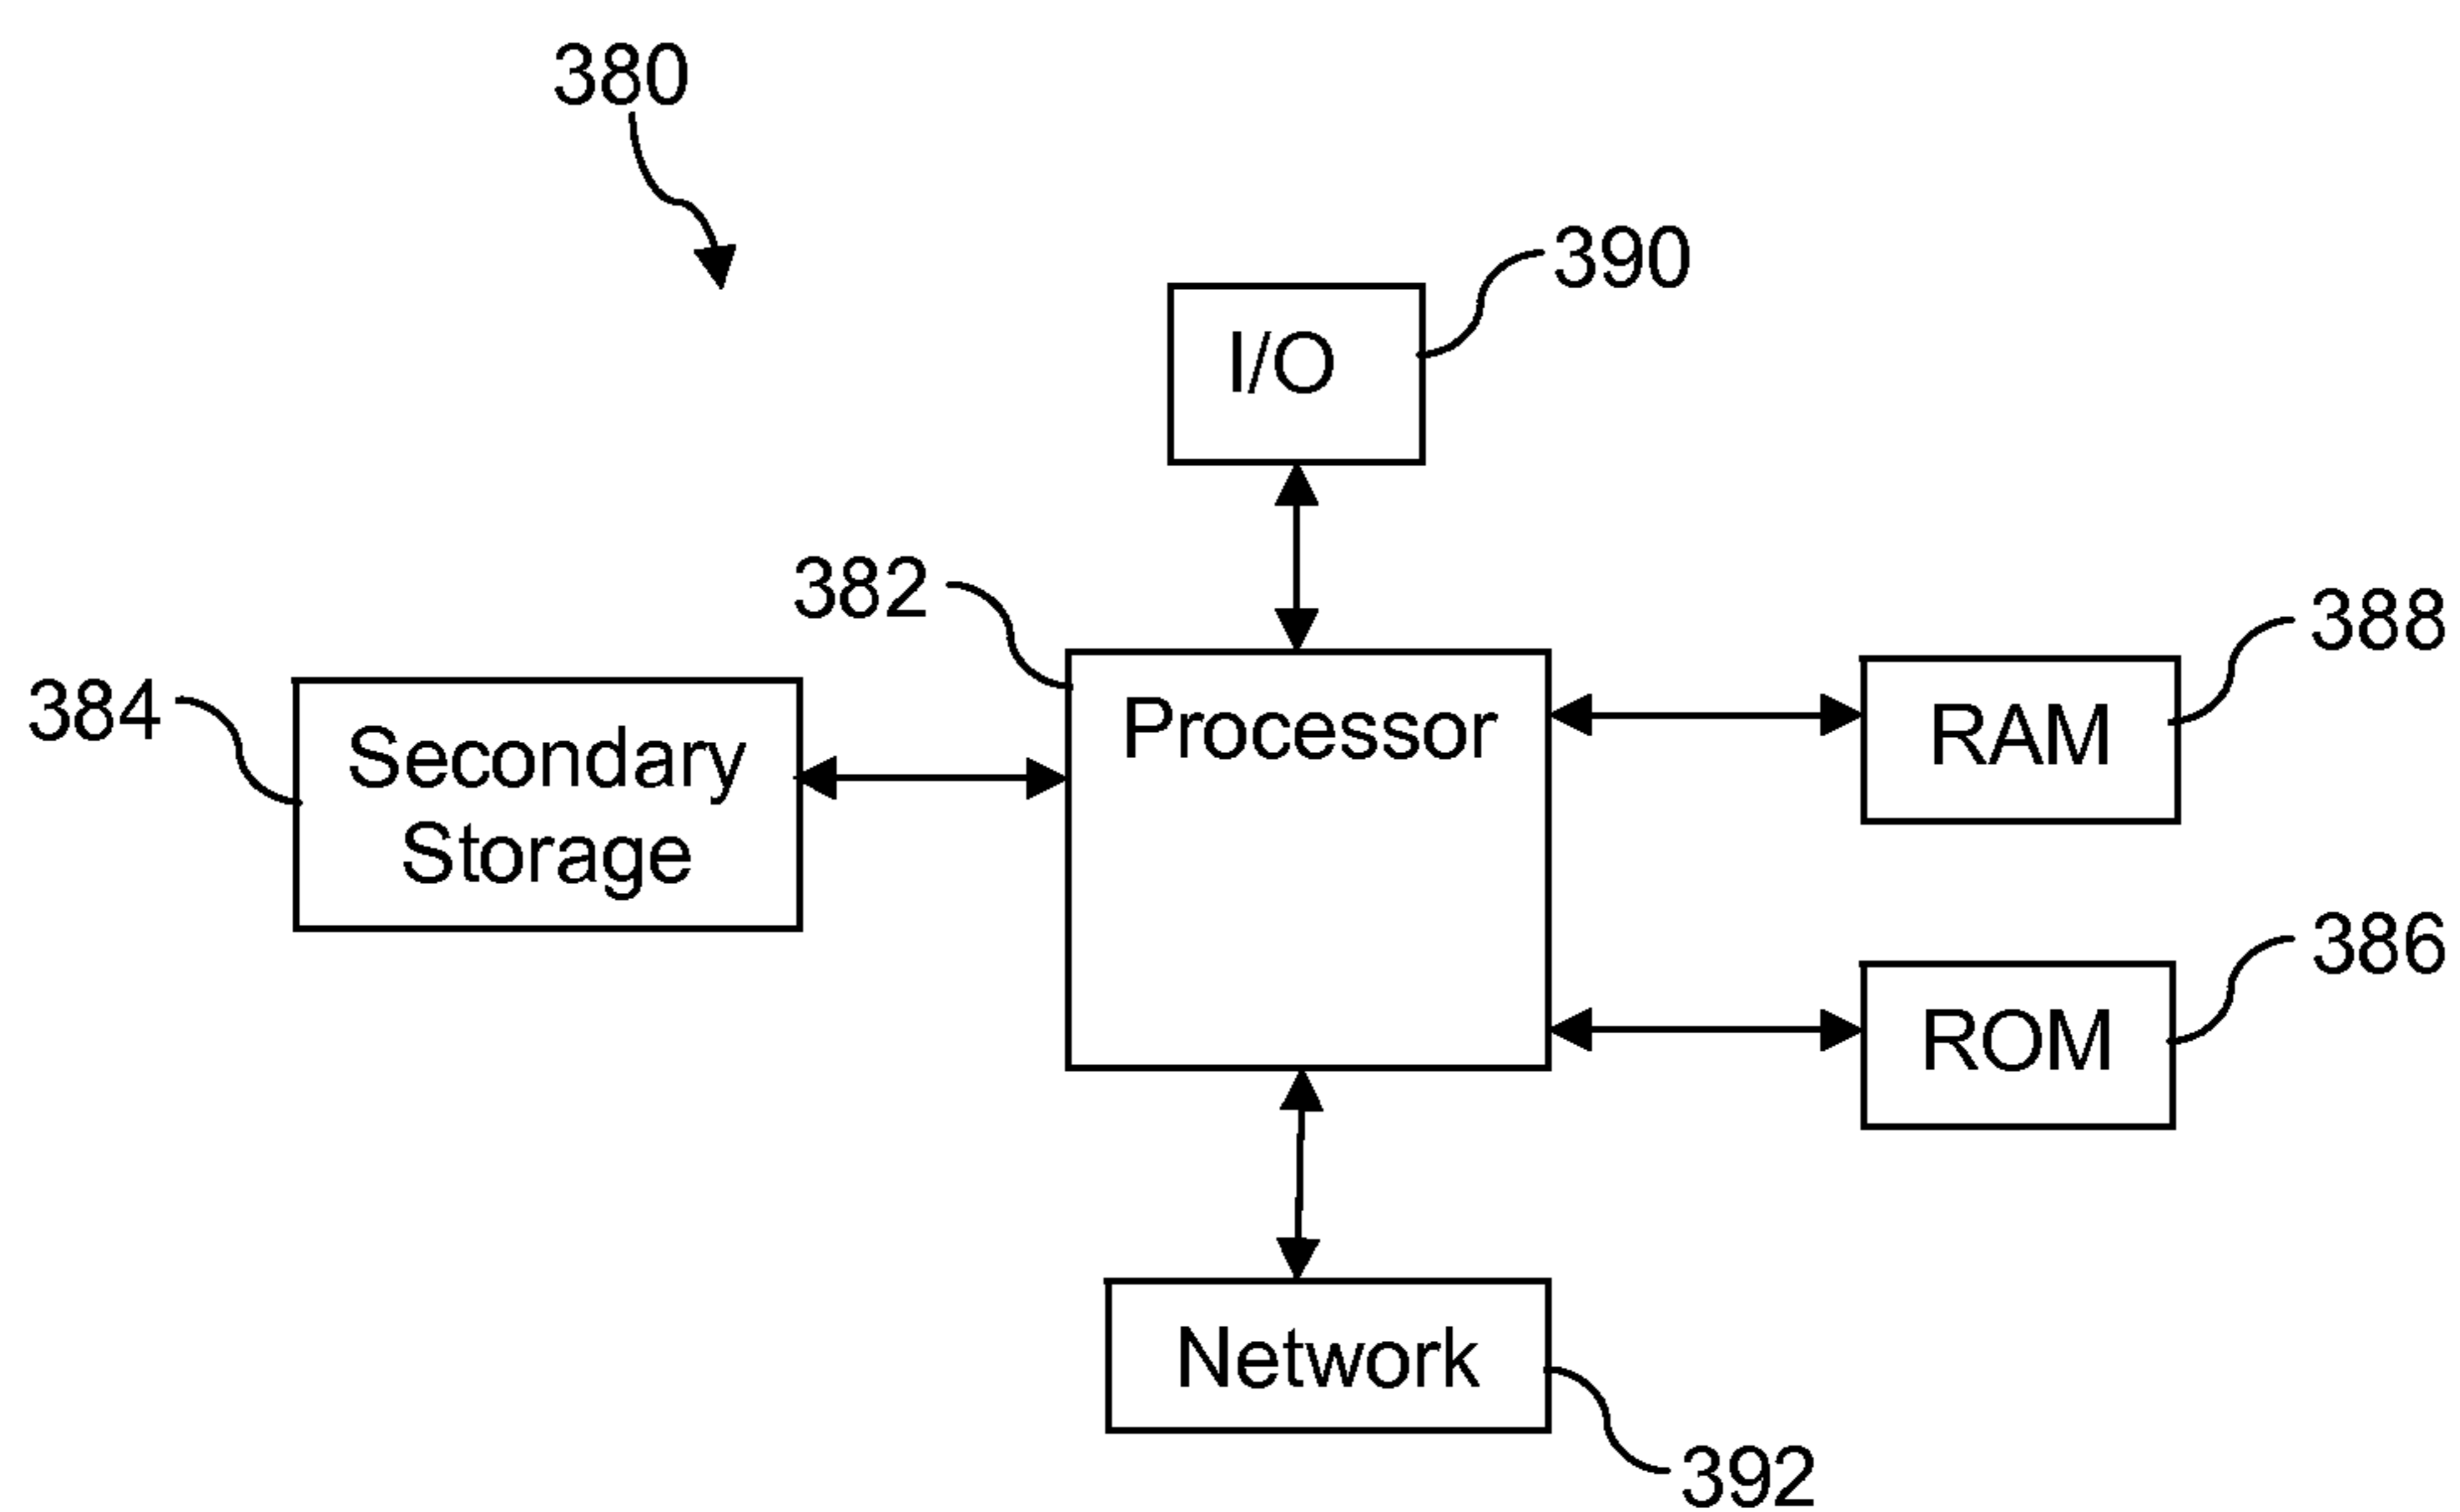 380
390
I/O
382
388
384
Processor
RAM
Secondary
Storage
386
ROM
Network
392